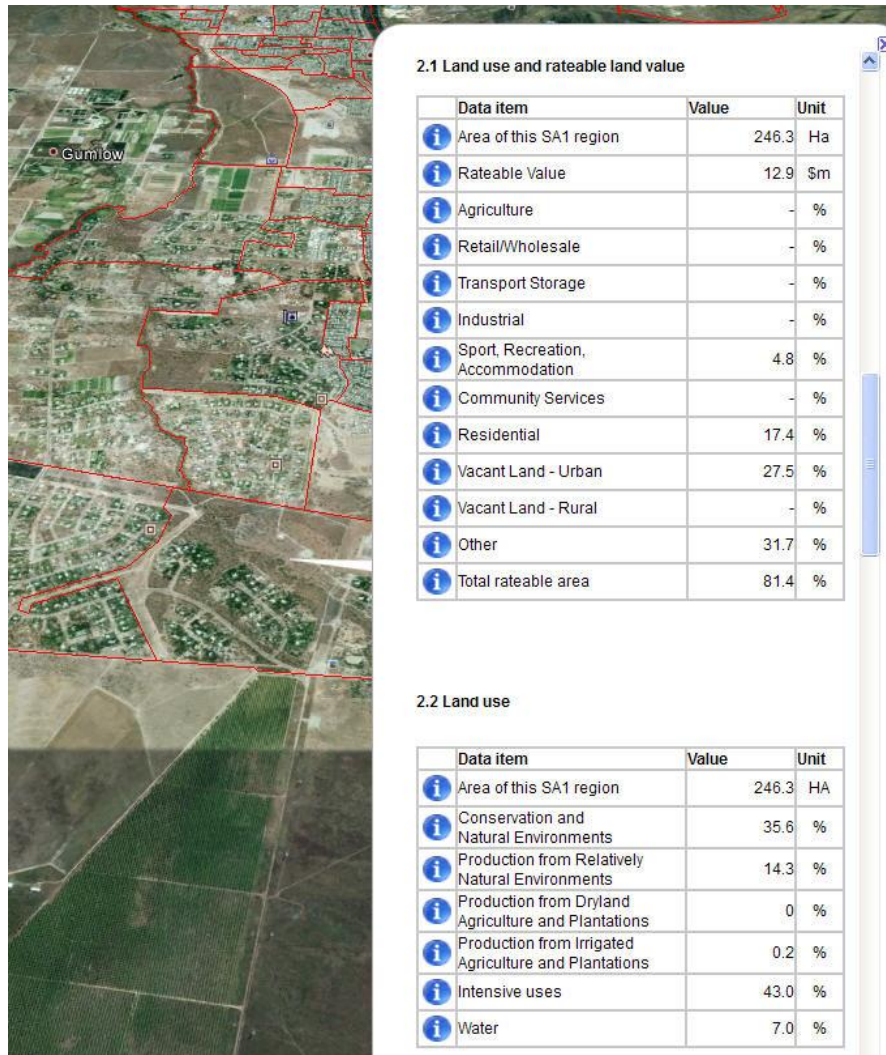 Gumlow
2.1 Land use and rateable land value
Data item Value Unit
i Area of this SA1 region 246.3 Ha
i Rateable Value 12.9 $m
i Agriculture - %
i Retail/Wholesale - %
i Transport Storage - %
i Industrial - %
i Sport, Recreation,
Accommodation 4.8 %
i Community Services - %
i Residential 17.4 %
i Vacant Land - Urban 27.5 %
i Vacant Land - Rural - %
i Other 31.7 %
i Total rateable area 81.4 %
2.2 Land use
Data item Value Unit
i Area of this SA1 region 246.3 HA
i Conservation and
Natural Environments 35.6 %
i Production from Relatively
Natural Environments 14.3 %
i Production from Dryland
Agriculture and Plantations 0 %
i Production from Irrigated
Agriculture and Plantations 0.2 %
i Intensive uses 43.0 %
i Water 7.0 %